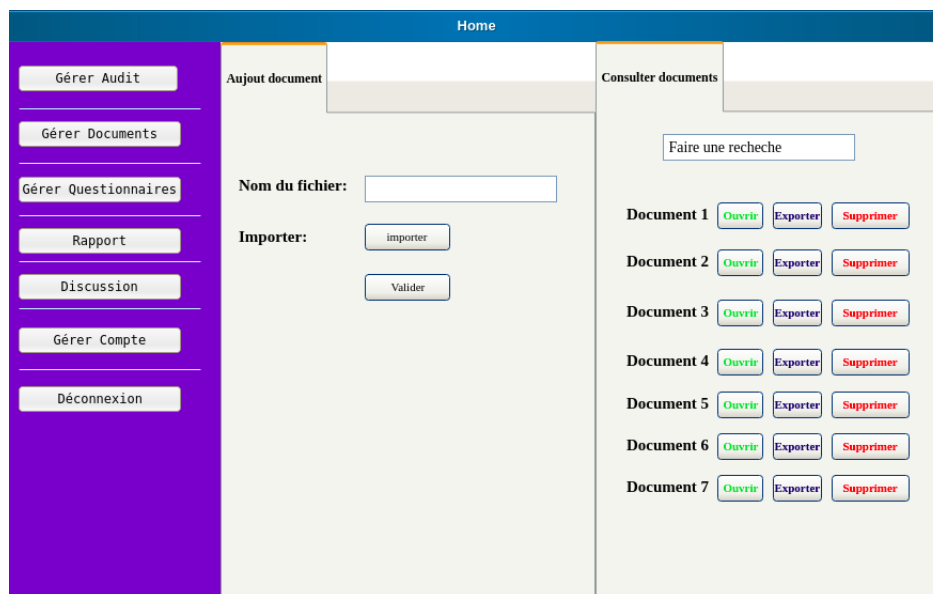 Home
Gérer Audit
Gérer Documents
Gérer Questionnaires
Rapport
Discussion
Gérer Compte
Déconnexion
Aujout document
Nom du fichier:
Importer: importer
Valider
Consulter documents
Faire une recheche
Document 1 Ouvrir Exporter Supprimer
Document 2 Ouvrir Exporter Supprimer
Document 3 Ouvrir Exporter Supprimer
Document 4 Ouvrir Exporter Supprimer
Document 5 Ouvrir Exporter Supprimer
Document 6 Ouvrir Exporter Supprimer
Document 7 Ouvrir Exporter Supprimer